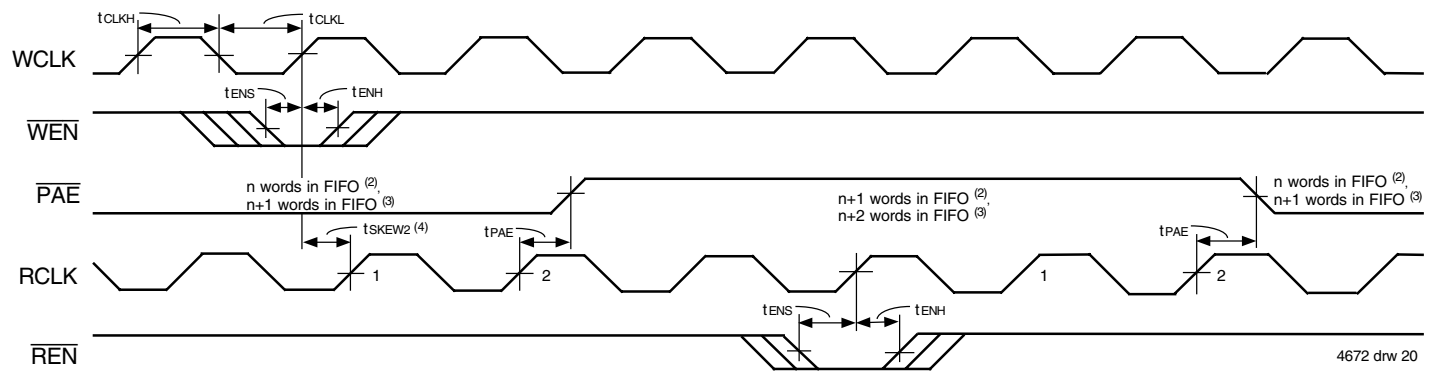 tCLKH
tCLKL
WCLK
tENS
tENH
WEN
PAE
n words in FIFO (2),
n+1 words in FIFO (3)
n+1 words in FIFO (2),
n+2 words in FIFO (3)
n words in FIFO (2),
n+1 words in FIFO (3)
tSKEW2 (4)
tPAE
tPAE
RCLK
1
2
1
2
tENS
tENH
REN
4672 drw 20